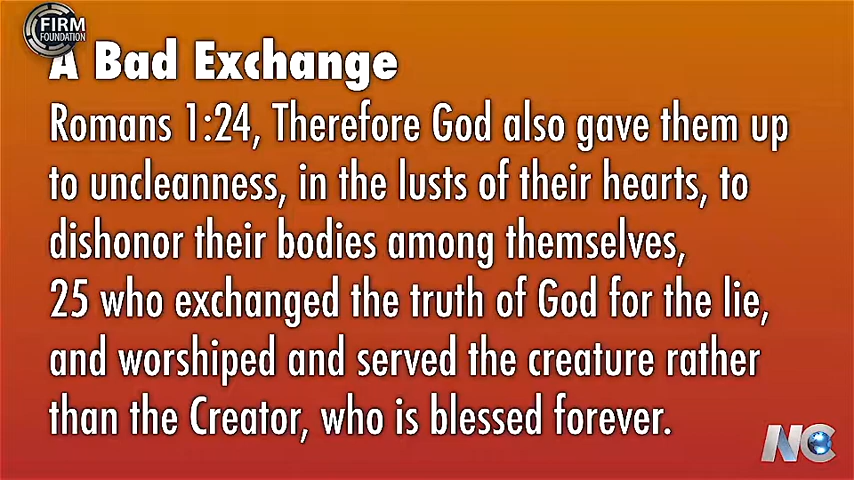 FIRM
FOUNDATION
A Bad Exchange
Romans 1:24, Therefore God also gave them up
to uncleanness, in the lusts of their hearts, to
dishonor their bodies among themselves,
25 who exchanged the truth of God for the lie,
and worshiped and served the creature rather
than the Creator, who is blessed forever.
NC